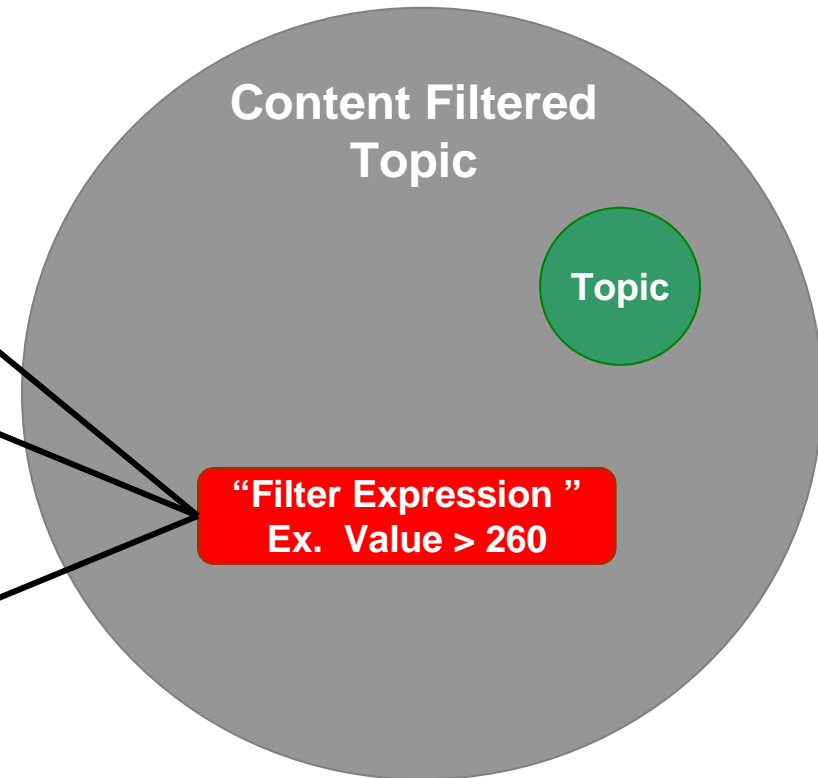 Content Filtered
Topic
Topic
“Filter Expression ”
Ex. Value > 260